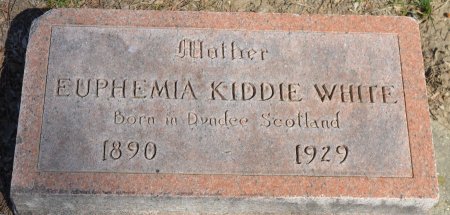 Mother
EUPHEMIA KIDDIE WHITE
Born in Dundee Scotland
1890 1929